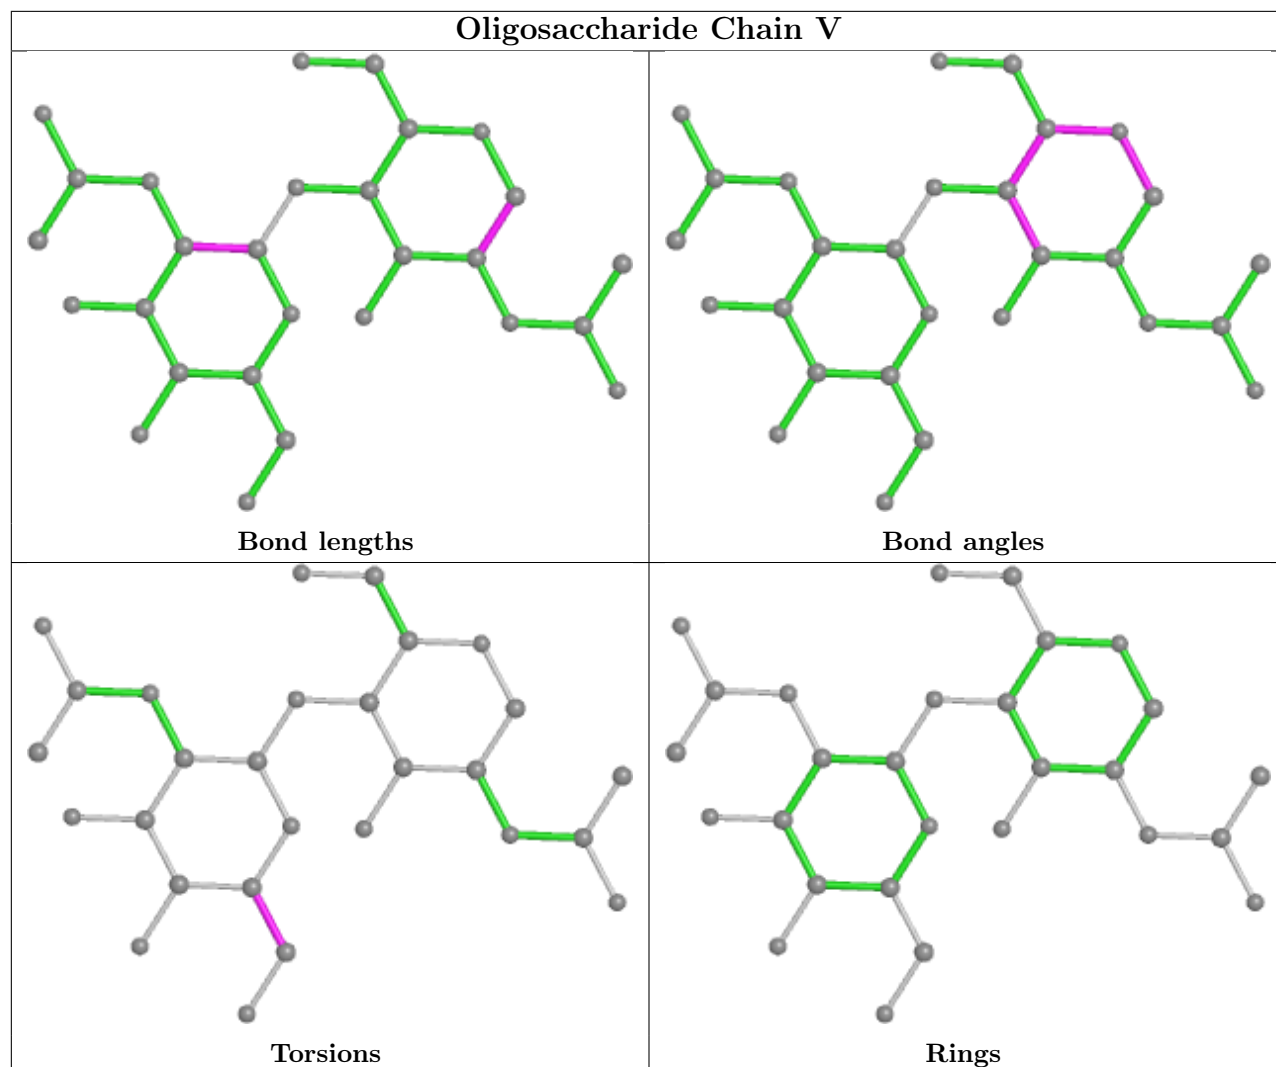 Oligosaccharide Chain V
Bond lengths
Bond angles
Torsions
Rings